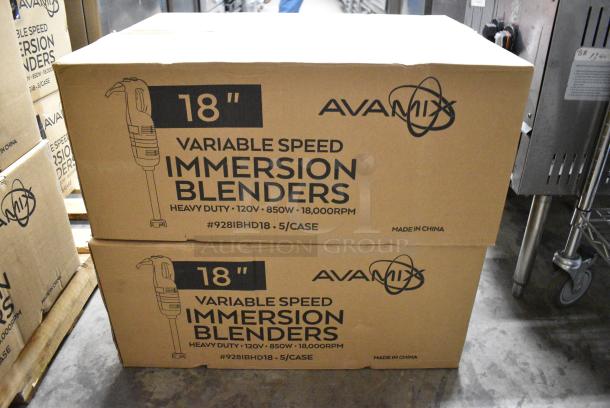 18"
AVAMIX
VARIABLE SPEED
IMMERSION
BLENDERS
HEAVY DUTY • 120V • 850W • 18,000RPM
#928IBHD18 • 5/CASE
MADE IN CHINA
AUCTION GROUP
18"
AVAMIX
VARIABLE SPEED
IMMERSION
BLENDERS
HEAVY DUTY • 120V • 850W • 18,000RPM
#928IBHD18 • 5/CASE
MADE IN CHINA